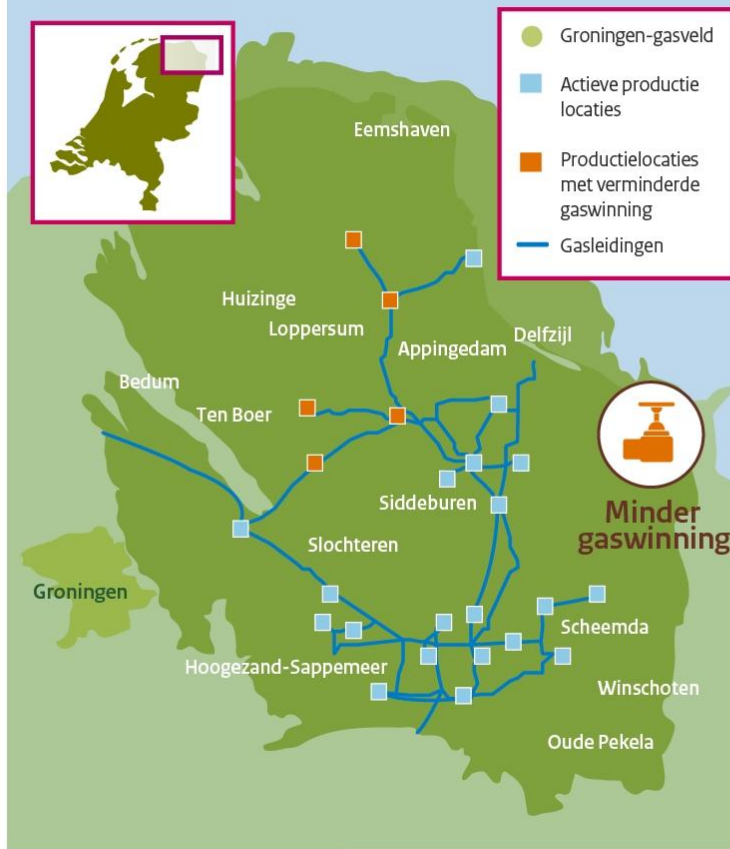 Groningen-gasveld
Actieve productie
locaties
Productielocaties
met verminderde
gaswinning
Gasleidingen
Eemshaven
Huizinge
Loppersum
Appingedam
Delfzijl
Bedum
Ten Boer
Siddeburen
Minder
gaswinning
Slochteren
Groningen
Scheemda
Hoogezand-Sappemeer
Winschoten
Oude Pekela